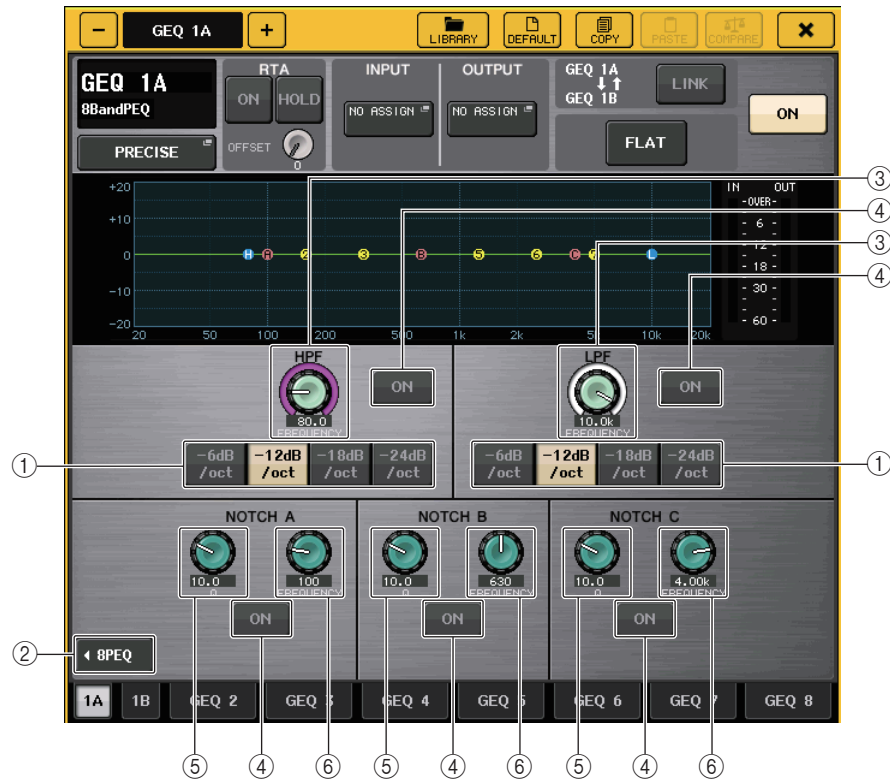 − GEQ 1A + LIBRARY DEFAULT COPY PASTE COMPARE ×
GEQ 1A
8BandPEQ
PRECISE
RTA
ON HOLD
OFFSET
0
INPUT
NO ASSIGN
OUTPUT
NO ASSIGN
GEQ 1A
↓↑
GEQ 1B
LINK
FLAT
ON
+20
+10
0
−10
−20
20 50 100 200 500 1k 2k 5k 10k 20k
H A 2 3 B 5 6 C 7 L
IN OUT
-OVER-
- 6 -
- 12 -
- 18 -
- 30 -
- 60 -
③
④
③
④
HPF
80.0
FREQUENCY
ON
LPF
10.0k
FREQUENCY
ON
①
−6dB /oct −12dB /oct −18dB /oct −24dB /oct
−6dB /oct −12dB /oct −18dB /oct −24dB /oct
①
NOTCH A
10.0 100
Q FREQUENCY
ON
NOTCH B
10.0 630
Q FREQUENCY
ON
NOTCH C
10.0 4.00k
Q FREQUENCY
ON
②
8PEQ
1A 1B GEQ 2 GEQ 3 GEQ 4 GEQ 5 GEQ 6 GEQ 7 GEQ 8
⑤ ④ ⑥ ⑤ ④ ⑥ ⑤ ④ ⑥